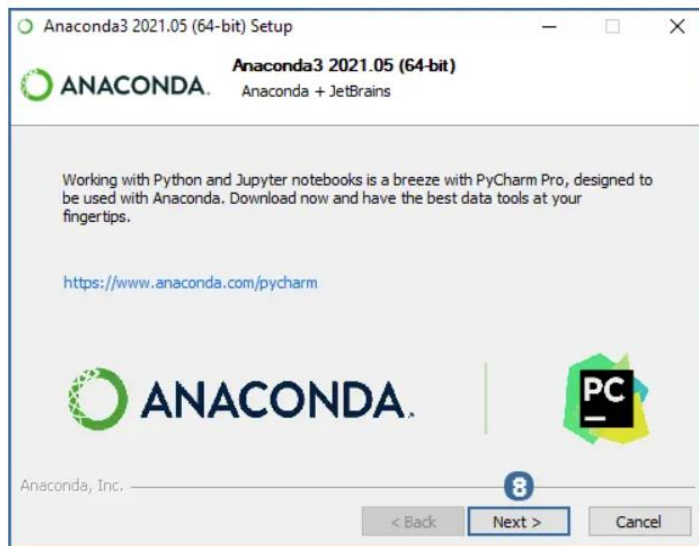 Anaconda3 2021.05 (64-bit) Setup
ANACONDA.
Anaconda3 2021.05 (64-bit)
Anaconda + JetBrains
Working with Python and Jupyter notebooks is a breeze with PyCharm Pro, designed to
be used with Anaconda. Download now and have the best data tools at your
fingertips.
https://www.anaconda.com/pycharm
ANACONDA.
PC
Anaconda, Inc.
8
< Back Next > Cancel